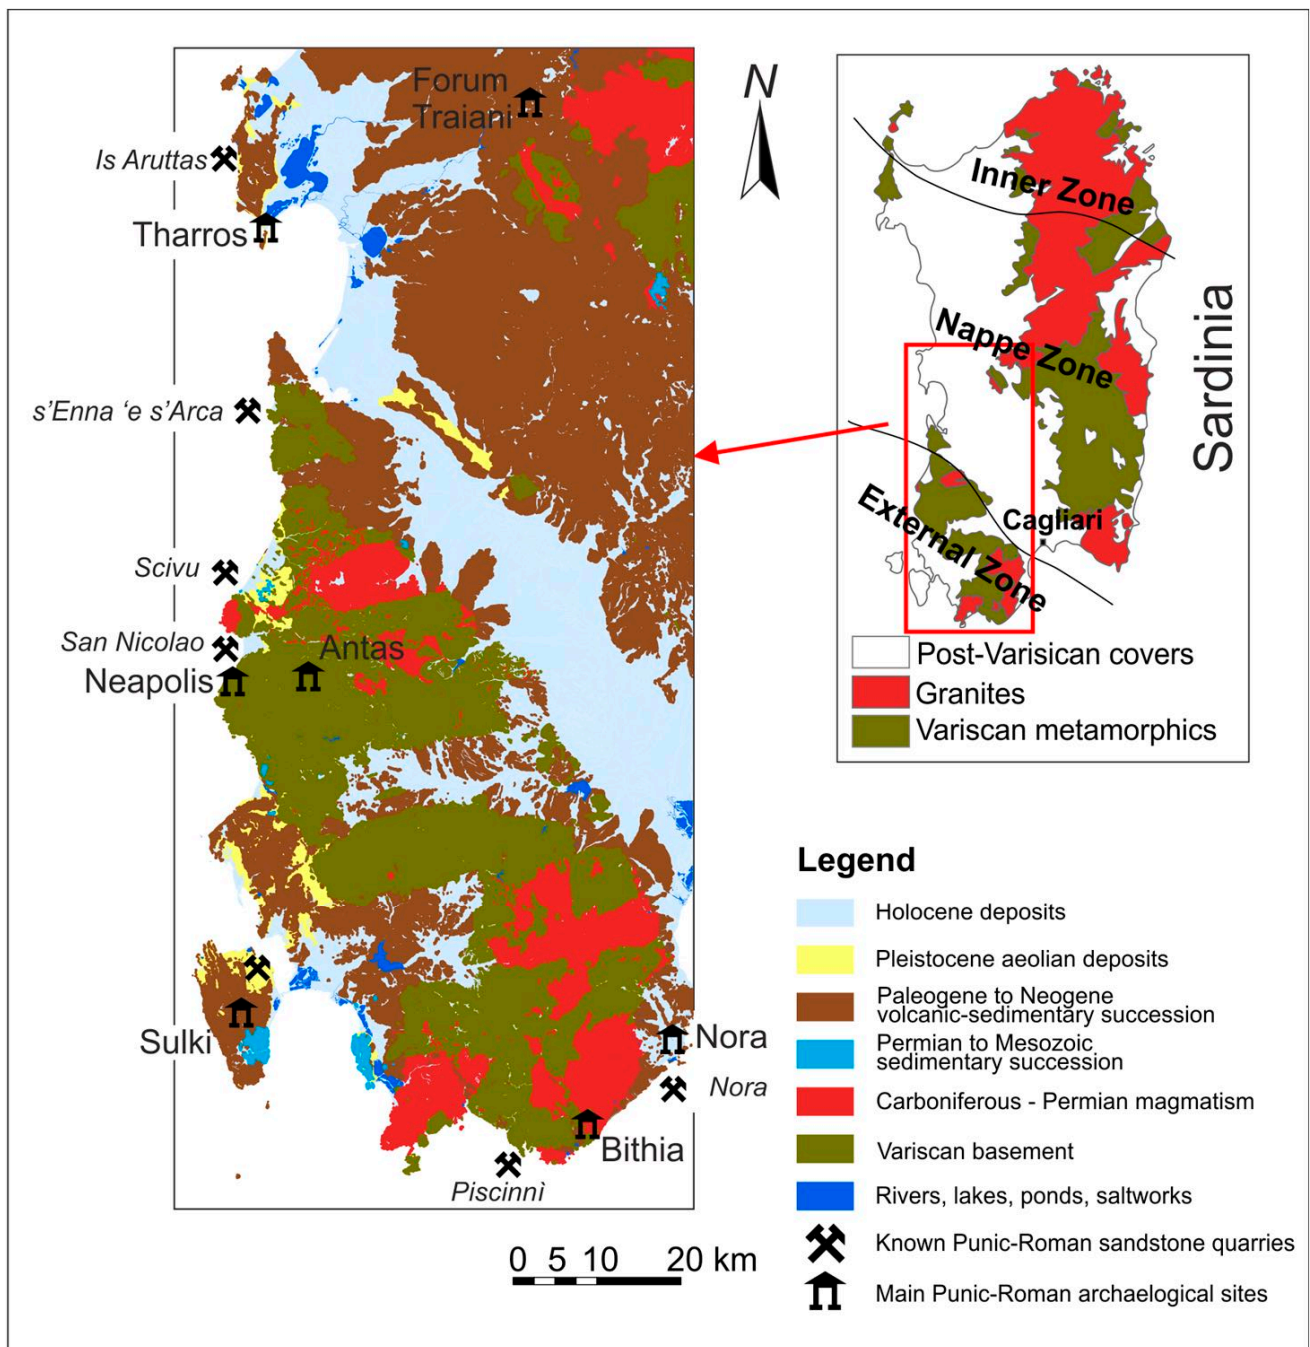 Forum
Traiani
Is Aruttas
Tharros
s'Enna ‘e s'Arca
Scivu
San Nicolao
Antas
Neapolis
Sulki
Nora
Nora
Bithia
Piscinnì
0 5 10 20 km
N
Inner Zone
Nappe Zone
Sardinia
External Zone
Cagliari
Post-Varisican covers
Granites
Variscan metamorphics
Legend
Holocene deposits
Pleistocene aeolian deposits
Paleogene to Neogene
volcanic-sedimentary succession
Permian to Mesozoic
sedimentary succession
Carboniferous - Permian magmatism
Variscan basement
Rivers, lakes, ponds, saltworks
Known Punic-Roman sandstone quarries
Main Punic-Roman archaelogical sites